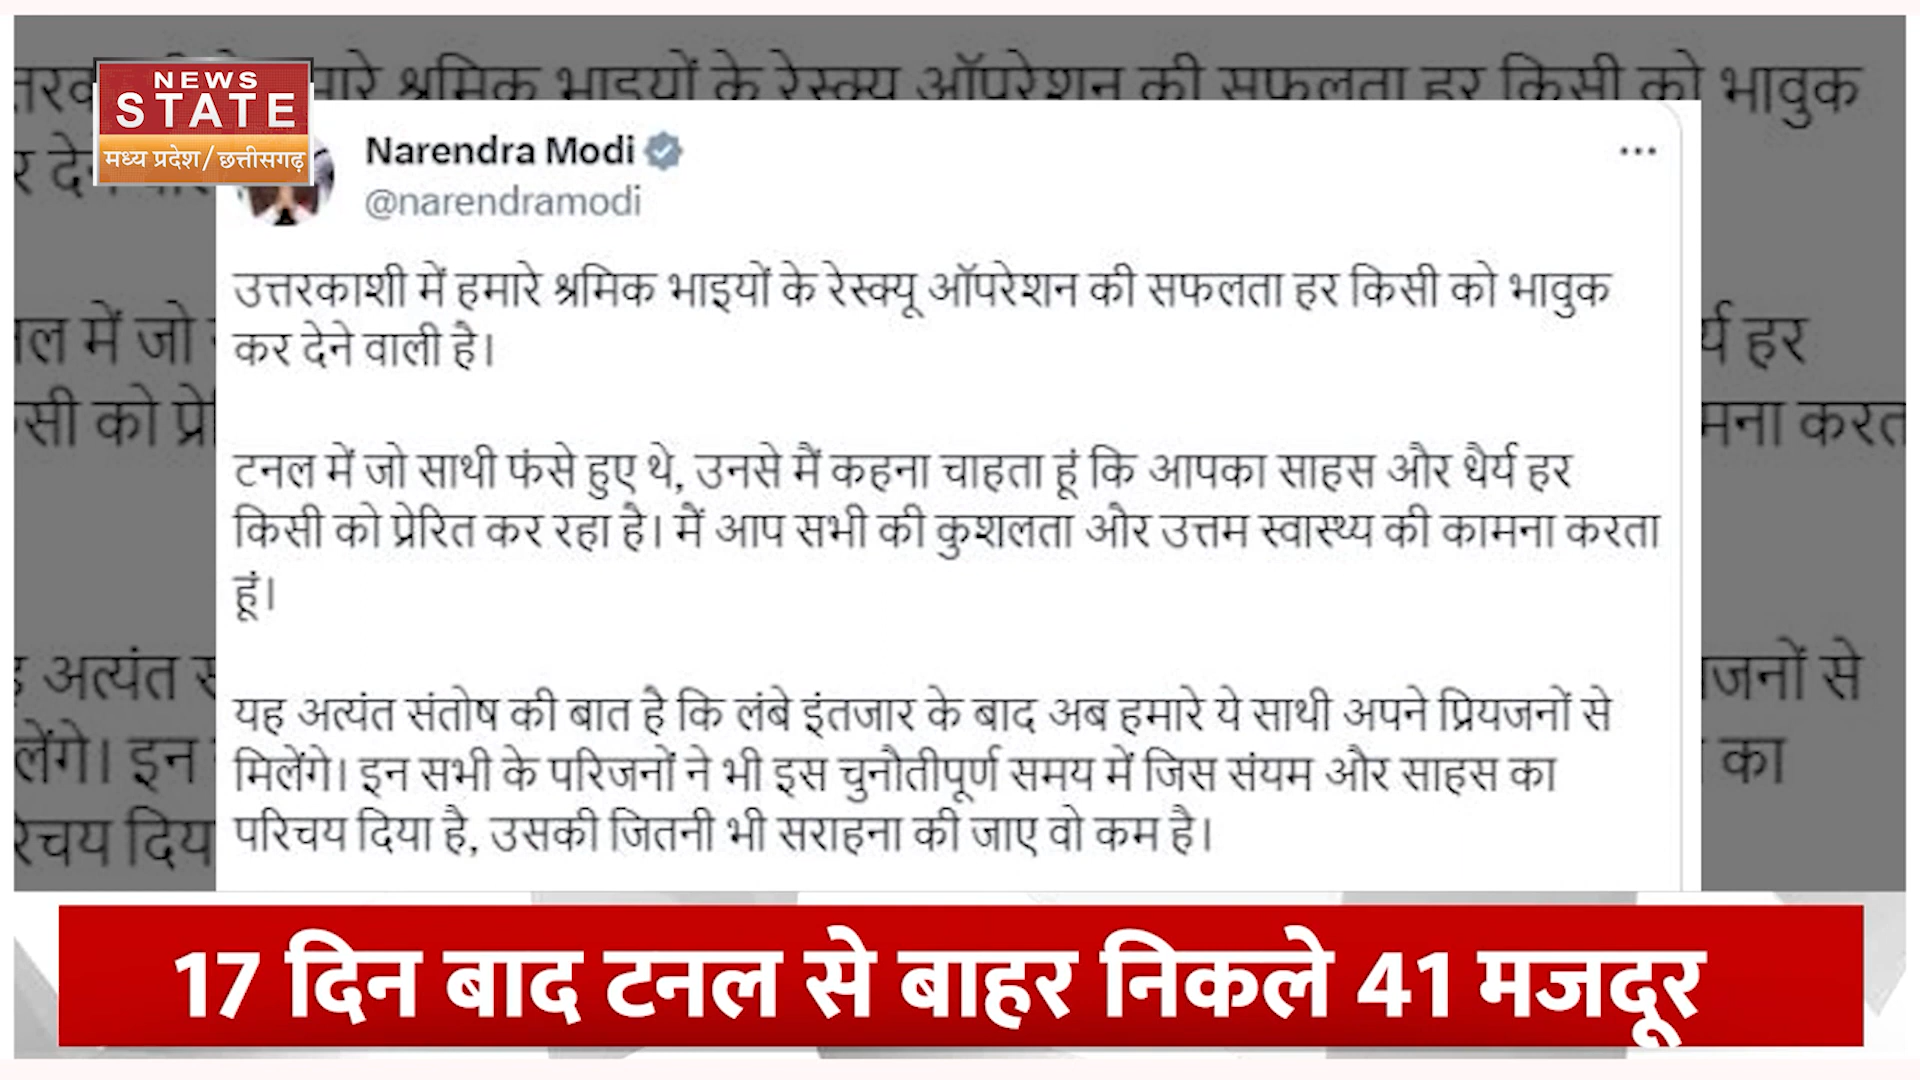 NEWS
STATE
मध्य प्रदेश/छत्तीसगढ़
Narendra Modi
@narendramodi
उत्तरकाशी में हमारे श्रमिक भाइयों के रेस्क्यू ऑपरेशन की सफलता हर किसी को भावुक
कर देने वाली है।
टनल में जो साथी फंसे हुए थे, उनसे मैं कहना चाहता हूं कि आपका साहस और धैर्य हर
किसी को प्रेरित कर रहा है। मैं आप सभी की कुशलता और उत्तम स्वास्थ्य की कामना करता
हूं।
यह अत्यंत संतोष की बात है कि लंबे इंतजार के बाद अब हमारे ये साथी अपने प्रियजनों से
मिलेंगे। इन सभी के परिजनों ने भी इस चुनौतीपूर्ण समय में जिस संयम और साहस का
परिचय दिया है, उसकी जितनी भी सराहना की जाए वो कम है।
17 दिन बाद टनल से बाहर निकले 41 मजदूर